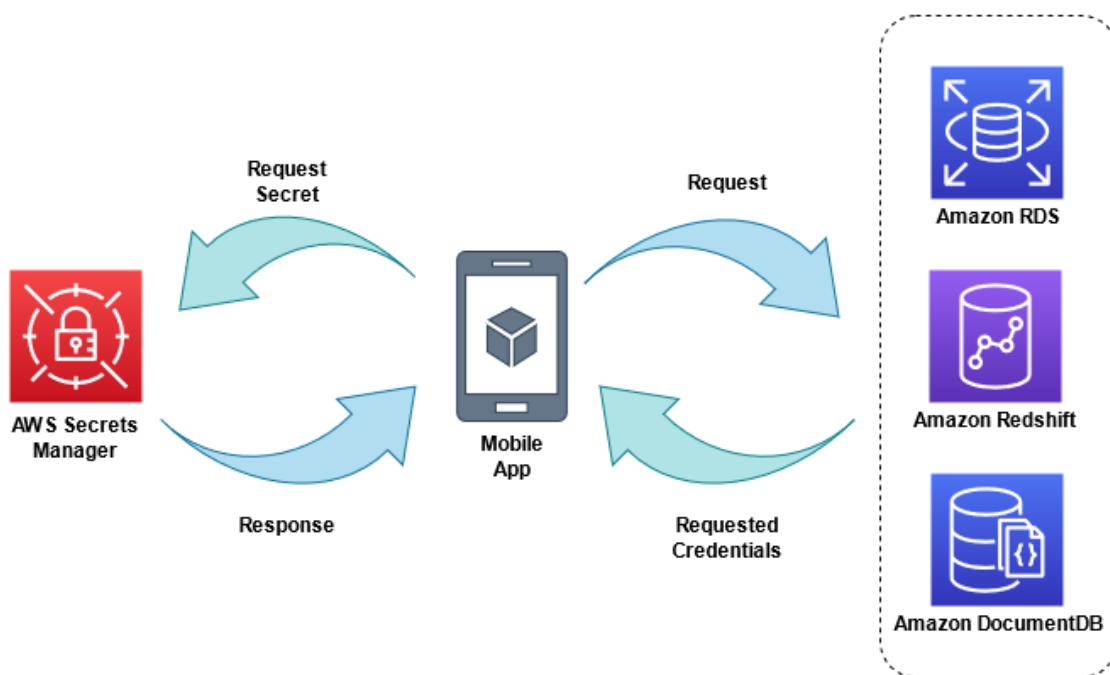 Request
Secret
Request
Amazon RDS
AWS Secrets
Manager
Mobile
App
Amazon Redshift
Response
Requested
Credentials
{}
Amazon DocumentDB